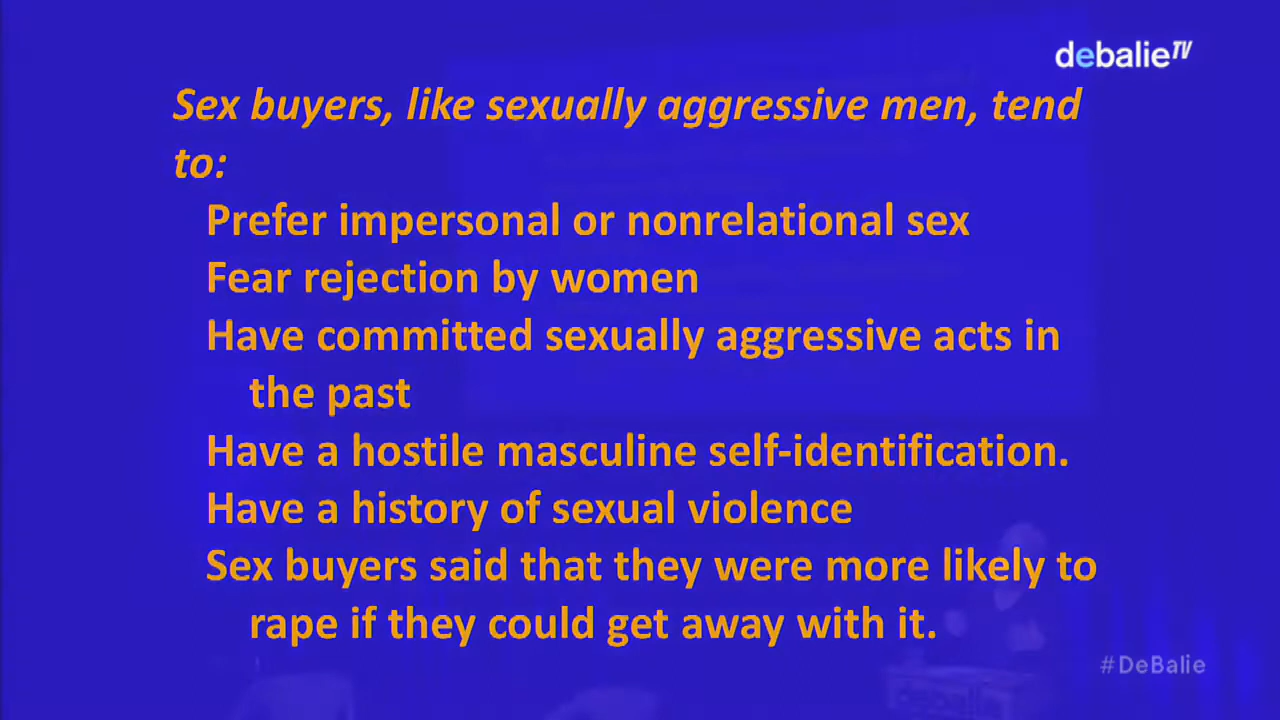 debalieTV
Sex buyers, like sexually aggressive men, tend
to:
Prefer impersonal or nonrelational sex
Fear rejection by women
Have committed sexually aggressive acts in
the past
Have a hostile masculine self-identification.
Have a history of sexual violence
Sex buyers said that they were more likely to
rape if they could get away with it.
#DeBalie